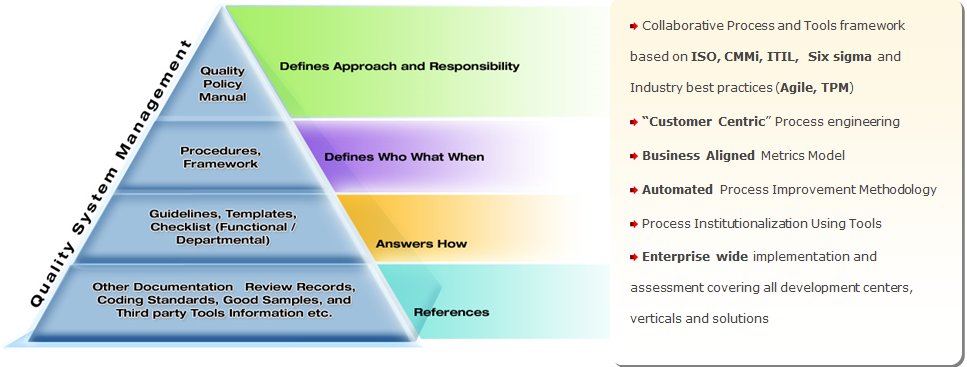 Quality System Management
Quality
Policy
Manual
Defines Approach and Responsibility
Procedures,
Framework
Defines Who What When
Guidelines, Templates,
Checklist (Functional /
Departmental)
Answers How
Other Documentation Review Records,
Coding Standards, Good Samples, and
Third party Tools Information etc.
References
Collaborative Process and Tools framework
based on ISO, CMMi, ITIL, Six sigma and
Industry best practices (Agile, TPM)
“Customer Centric” Process engineering
Business Aligned Metrics Model
Automated Process Improvement Methodology
Process Institutionalization Using Tools
Enterprise wide implementation and
assessment covering all development centers,
verticals and solutions